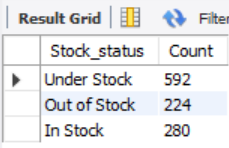 Result Grid Filter
Stock_status Count
Under Stock 592
Out of Stock 224
In Stock 280